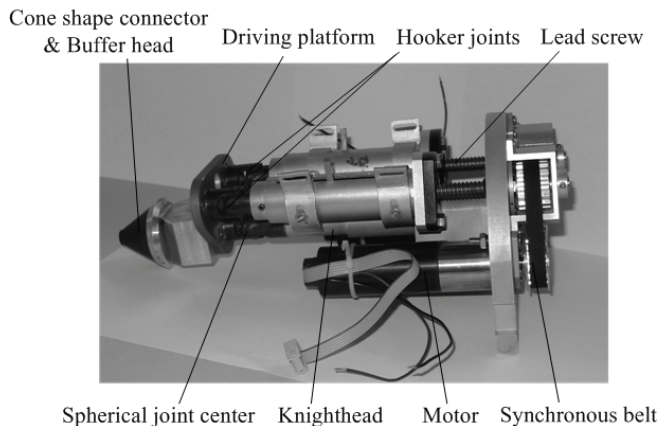 Cone shape connector
& Buffer head
Driving platform
Hooker joints
Lead screw
Spherical joint center
Knighthead
Motor
Synchronous belt